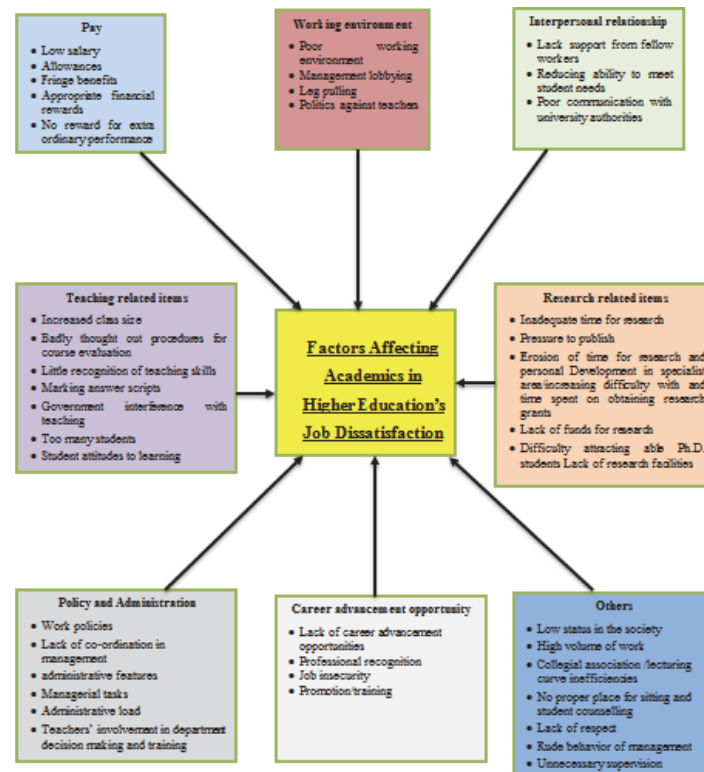 Pay
• Low salary
• Allowances
• Fringe benefits
• Appropriate financial
rewards
• No reward for extra
ordinary performance
Working environment
• Poor working
environment
• Management lobbying
• Leg pulling
• Politics against teachers
Interpersonal relationship
• Lack support from fellow
workers
• Reducing ability to meet
student needs
• Poor communication with
university authorities
Teaching related items
• Increased class size
• Badly thought out procedures for
course evaluation
• Little recognition of teaching skills
• Marking answer scripts
• Government interference with
teaching
• Too many students
• Student attitudes to learning
Factors Affecting
Academics in
Higher Education's
Job Dissatisfaction
Research related items
• Inadequate time for research
• Pressure to publish
• Erosion of time for research and
personal Development in specialist
area/increasing difficulty with and
time spent on obtaining research
grants
• Lack of funds for research
• Difficulty attracting able Ph.D.
students Lack of research facilities
Policy and Administration
• Work policies
• Lack of co-ordination in
management
• administrative features
• Managerial tasks
• Administrative load
• Teachers' involvement in department
decision making and training
Career advancement opportunity
• Lack of career advancement
opportunities
• Professional recognition
• Job insecurity
• Promotion/training
Others
• Low status in the society
• High volume of work
• Collegial association /lecturing
curve inefficiencies
• No proper place for sitting and
student counselling
• Lack of respect
• Rude behavior of management
• Unnecessary supervision